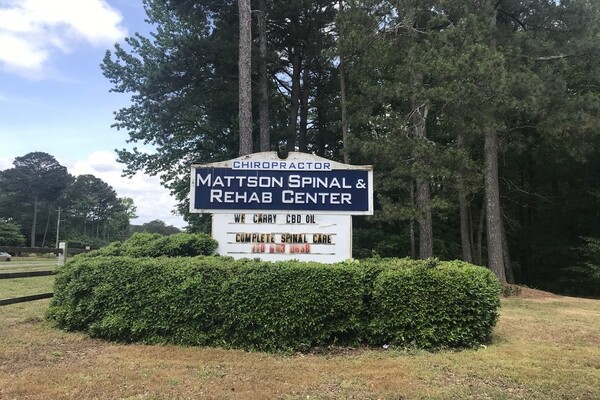 CHIROPRACTOR
MATTSON SPINAL &
REHAB CENTER
WE CARRY CBD OIL
COMPLETE SPINAL CARE